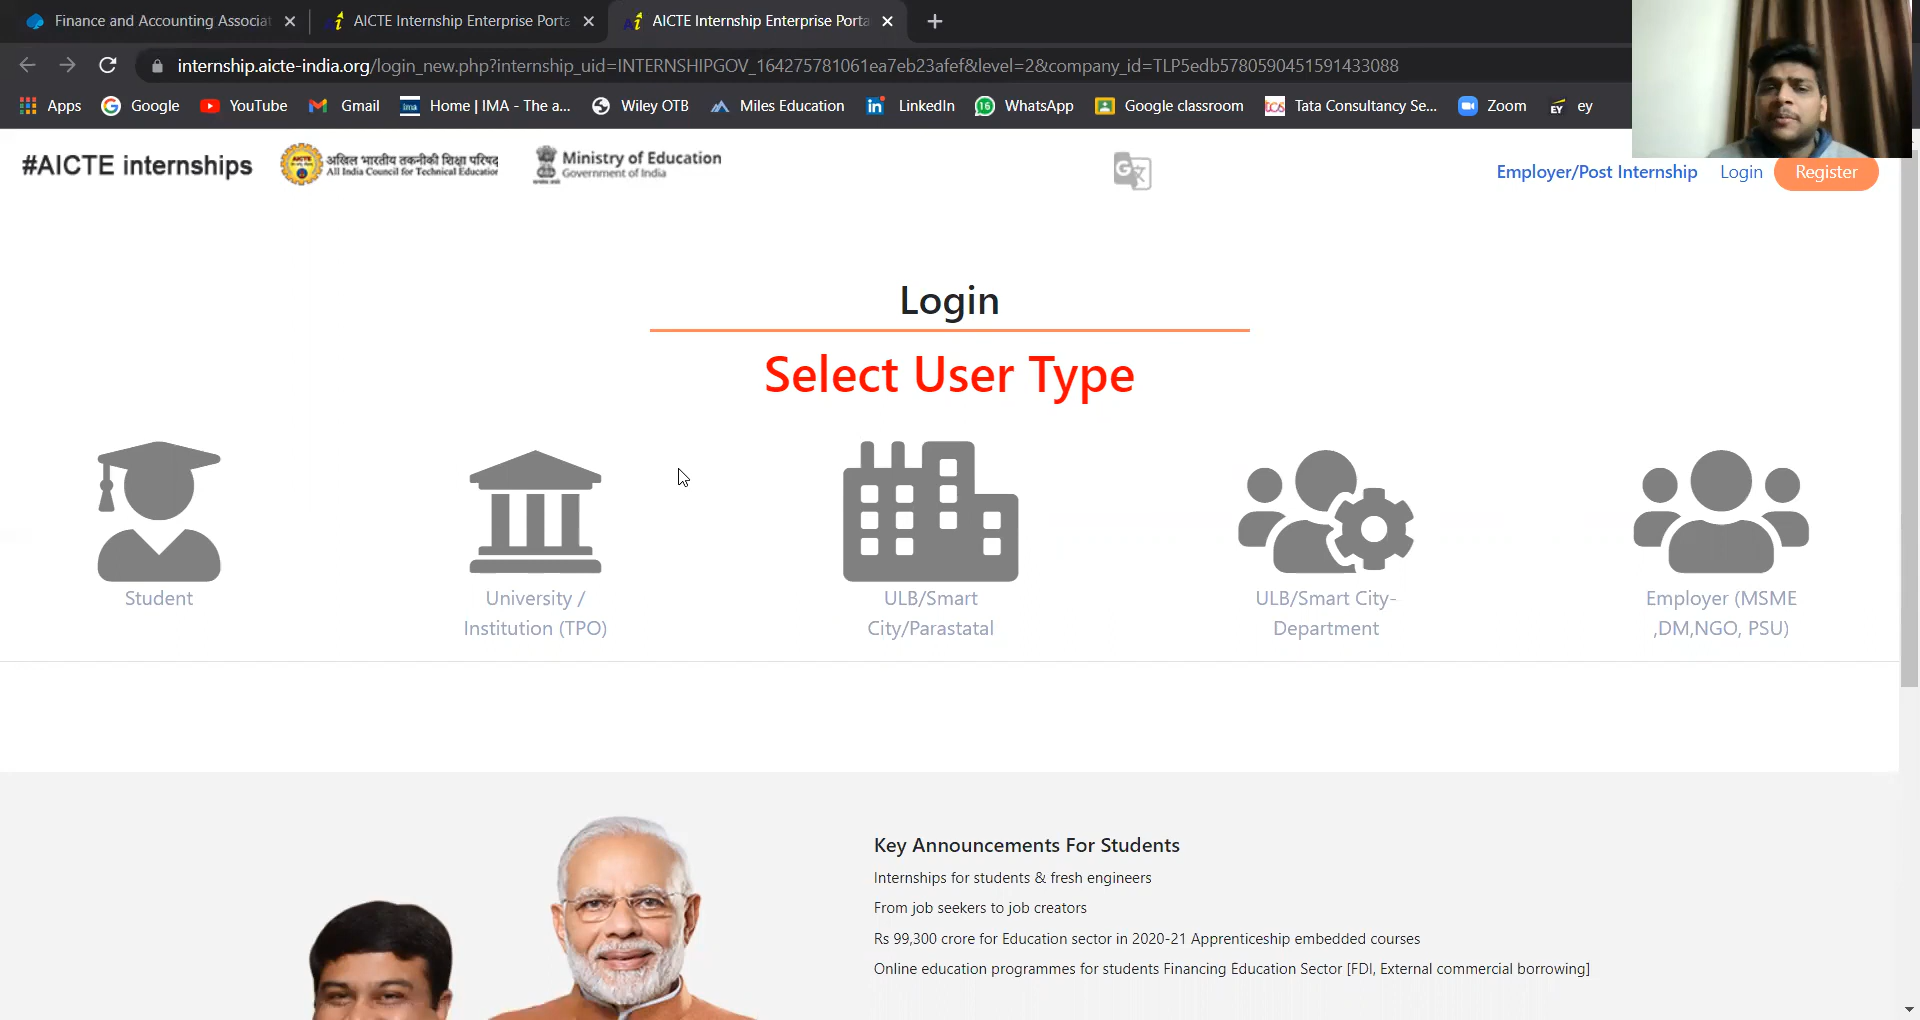 Finance and Accounting Associat
AICTE Internship Enterprise Porta
AICTE Internship Enterprise Porta
internship.aicte-india.org/login_new.php?internship_uid=INTERNSHIPGOV_164275781061ea7eb23afef&level=2&company_id=TLP5edb5780590451591433088
Apps
Google
YouTube
Gmail
ima
Home | IMA - The a...
Wiley OTB
Miles Education
in
LinkedIn
16
WhatsApp
Google classroom
tcs
Tata Consultancy Se...
Zoom
EY
ey
#AICTE internships
अखिल भारतीय तकनीकी शिक्षा परिषद्
All India Council for Technical Education
Ministry of Education
Government of India
G
Employer/Post Internship
Login
Register
Login
Select User Type
Student
University /
Institution (TPO)
ULB/Smart
City/Parastatal
ULB/Smart City-
Department
Employer (MSME
,DM,NGO, PSU)
Key Announcements For Students
Internships for students & fresh engineers
From job seekers to job creators
Rs 99,300 crore for Education sector in 2020-21 Apprenticeship embedded courses
Online education programmes for students Financing Education Sector [FDI, External commercial borrowing]